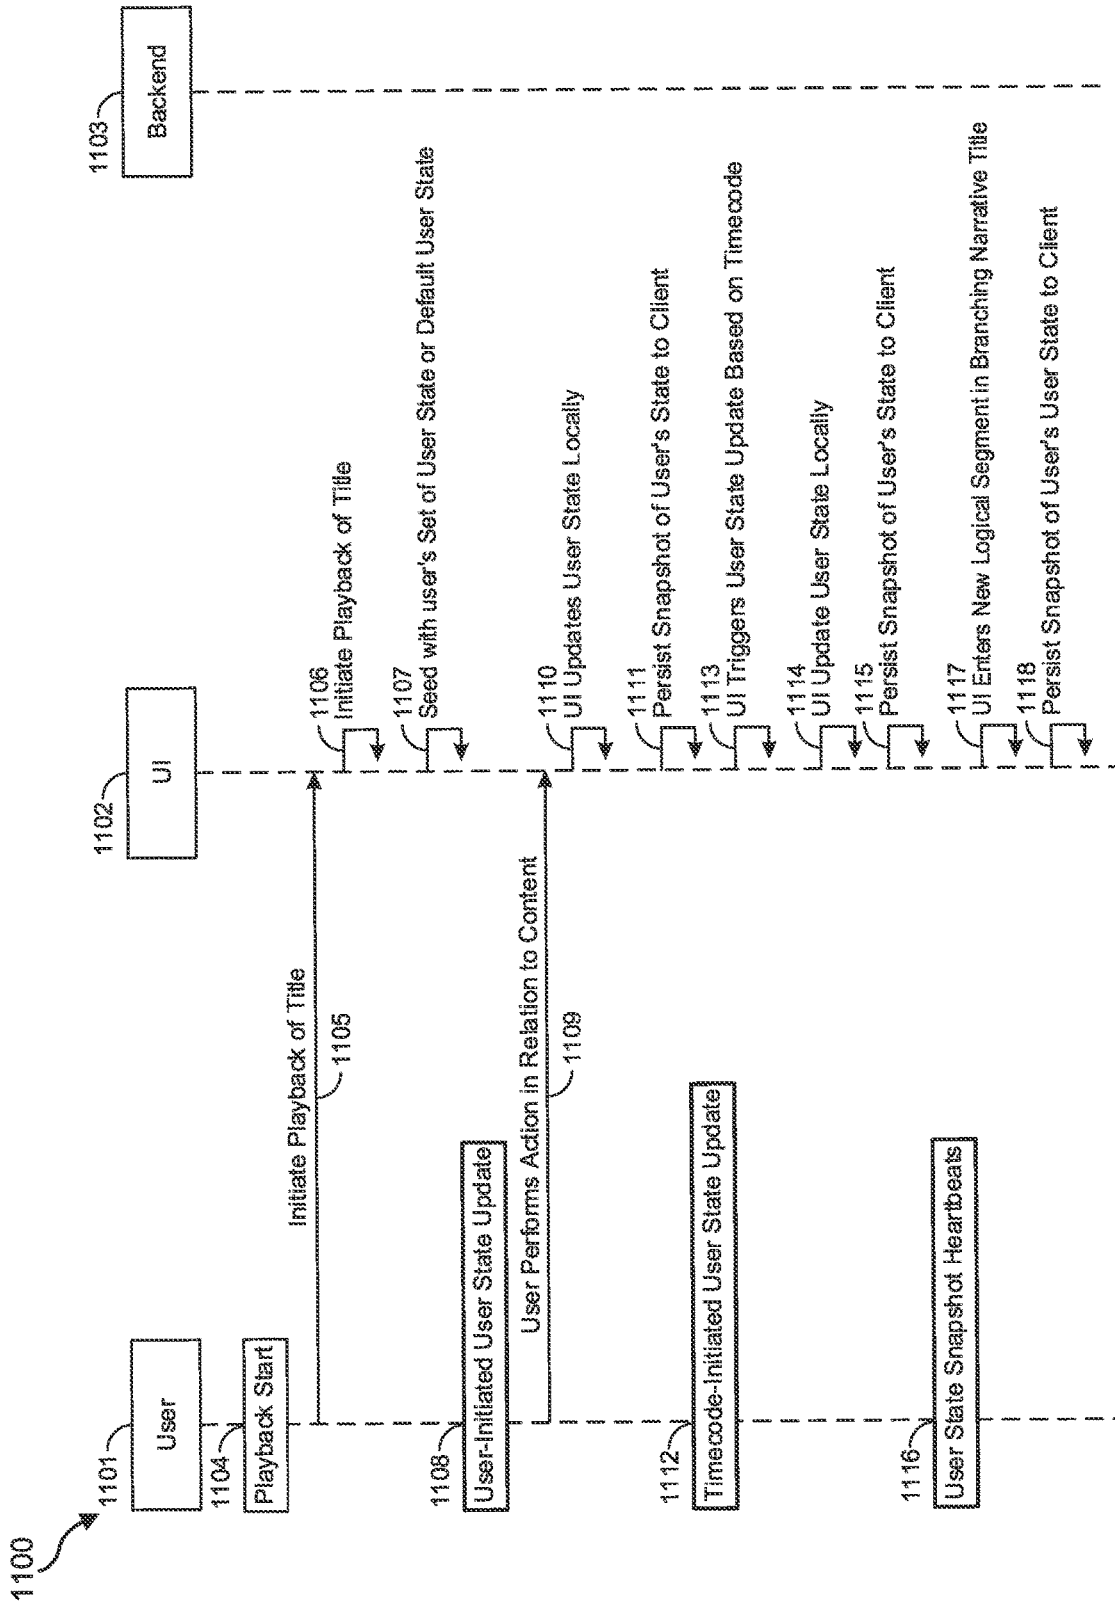 1100
1101
User
1102
UI
1103
Backend
1104
Playback Start
Initiate Playback of Title
1105
1106
Initiate Playback of Title
1107
Seed with user's Set of User State or Default User State
1108
User-Initiated User State Update
User Performs Action in Relation to Content
1109
1110
UI Updates User State Locally
1111
Persist Snapshot of User's State to Client
1112
Timecode-Initiated User State Update
1113
UI Triggers User State Update Based on Timecode
1114
UI Update User State Locally
1115
Persist Snapshot of User's State to Client
1116
User State Snapshot Heartbeats
1117
UI Enters New Logical Segment in Branching Narrative Title
1118
Persist Snapshot of User's User State to Client